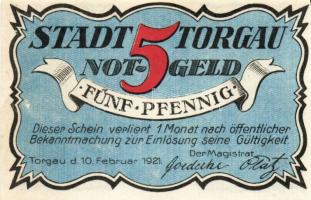 STADT 5 TORGAU
NOT-GELD
·FÜNF·PFENNIG·
Dieser Schein verliert 1 Monat nach öffentlicher
Bekanntmachung zur Einlösung seine Gültigkeit.
Der Magistrat
Torgau d. 10. Februar 1921.